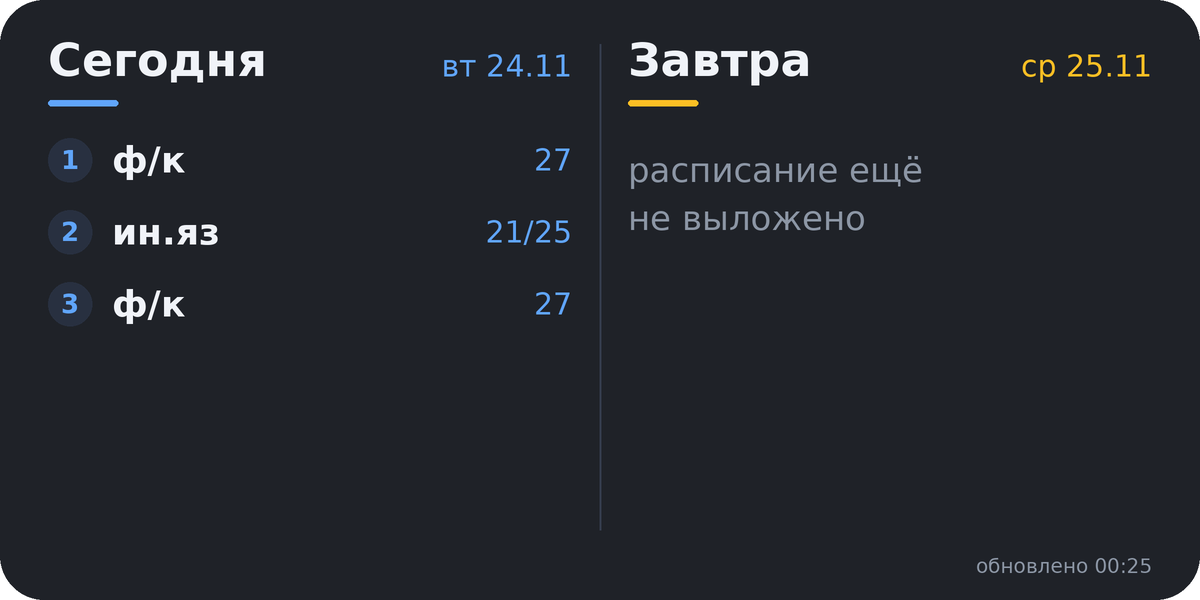 Сегодня вт 24.11
1 ф/к 27
2 ин.яз 21/25
3 ф/к 27
Завтра ср 25.11
расписание ещё
не выложено
обновлено 00:25